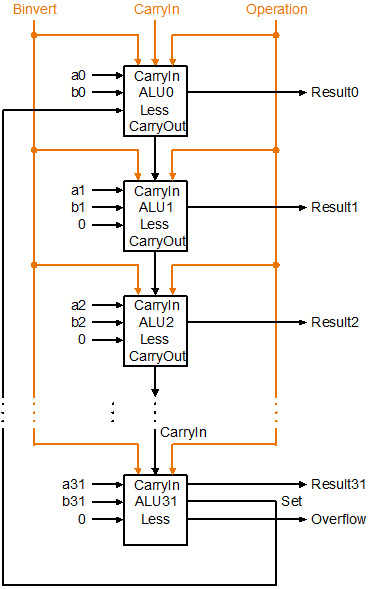 Binvert CarryIn Operation
a0 CarryIn
b0 ALU0 Result0
Less
CarryOut
a1 CarryIn
b1 ALU1 Result1
0 Less
CarryOut
a2 CarryIn
b2 ALU2 Result2
0 Less
CarryOut
CarryIn
a31 CarryIn Result31
b31 ALU31 Set
0 Less Overflow